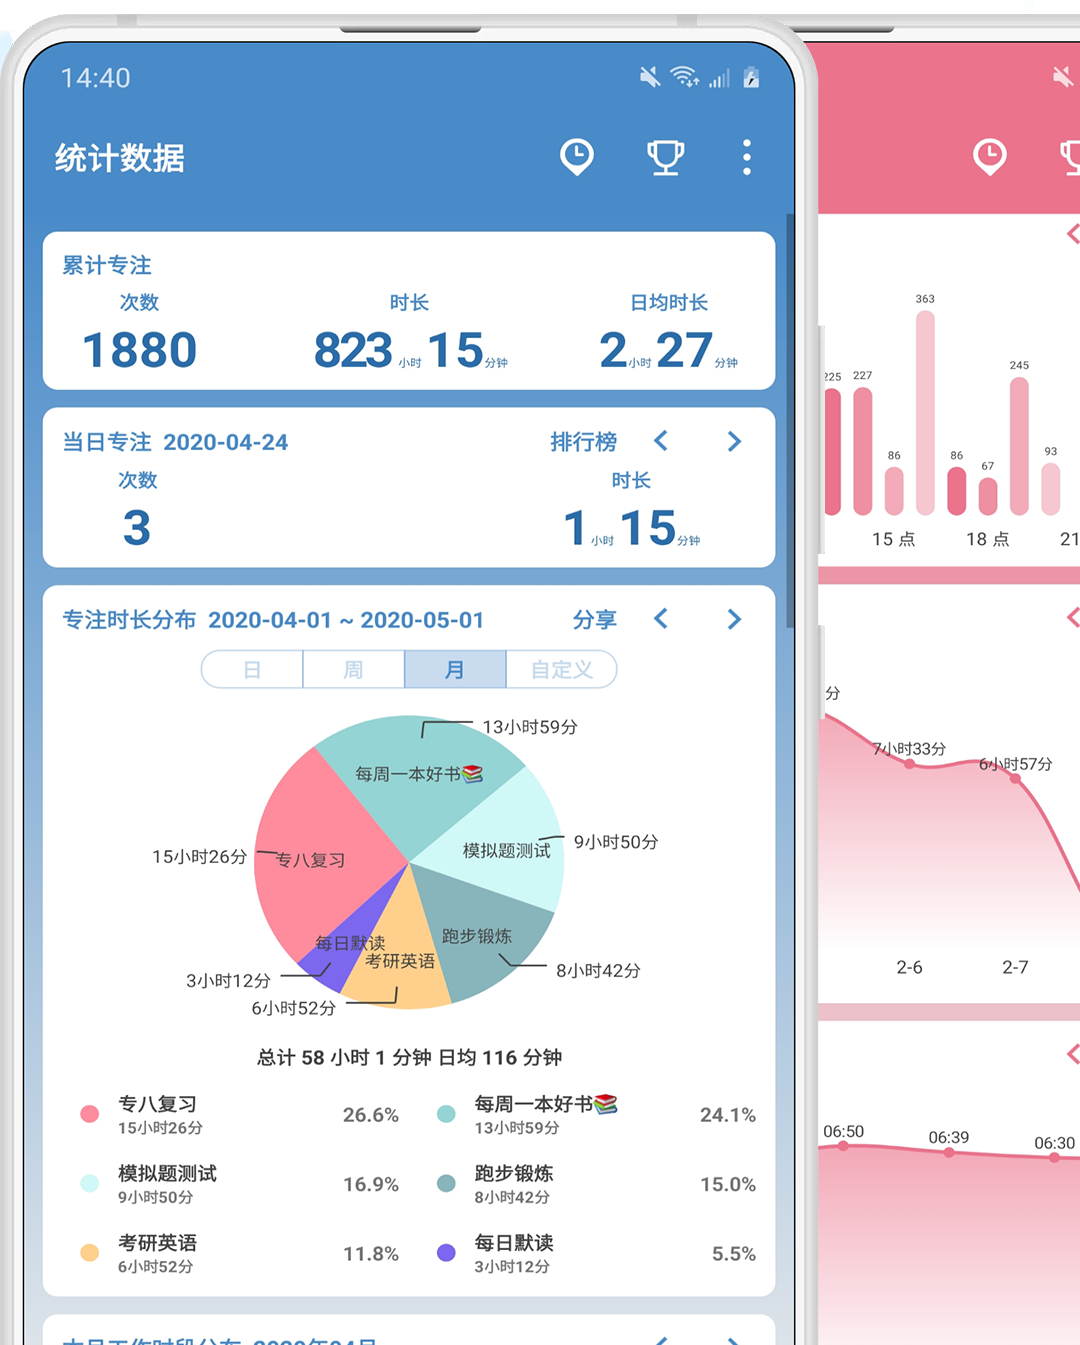 14:40
统计数据
累计专注
次数 时长 日均时长
1880 823小时15分钟 2小时27分钟
当日专注 2020-04-24 排行榜
次数 时长
3 1小时15分钟
专注时长分布 2020-04-01 ~ 2020-05-01 分享
日 周 月 自定义
13小时59分
每周一本好书📚
9小时50分
模拟题测试
15小时26分
专八复习
跑步锻炼
每日默读
考研英语
8小时42分
3小时12分
6小时52分
总计 58 小时 1 分钟 日均 116 分钟
专八复习 26.6%
15小时26分
每周一本好书📚 24.1%
13小时59分
模拟题测试 16.9%
9小时50分
跑步锻炼 15.0%
8小时42分
考研英语 11.8%
6小时52分
每日默读 5.5%
3小时12分
363
225 227
245
86
86
67
93
15 点 18 点 21
分
7小时33分
6小时57分
2-6 2-7
06:50 06:39 06:30